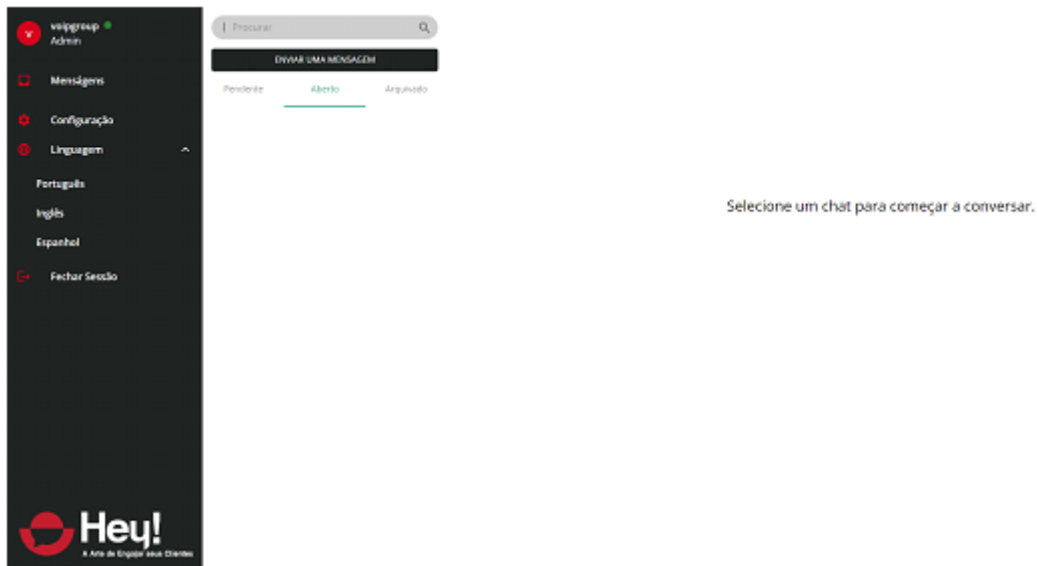 v
voipgroup
Admin
Menságens
Configuração
Linguagem
Português
Inglês
Espanhol
Fechar Sessão
Hey!
A Arte de Engajar seus Clientes
Procurar
ENVIAR UMA MENSAGEM
Pendente Aberto Arquivado
Selecione um chat para começar a conversar.